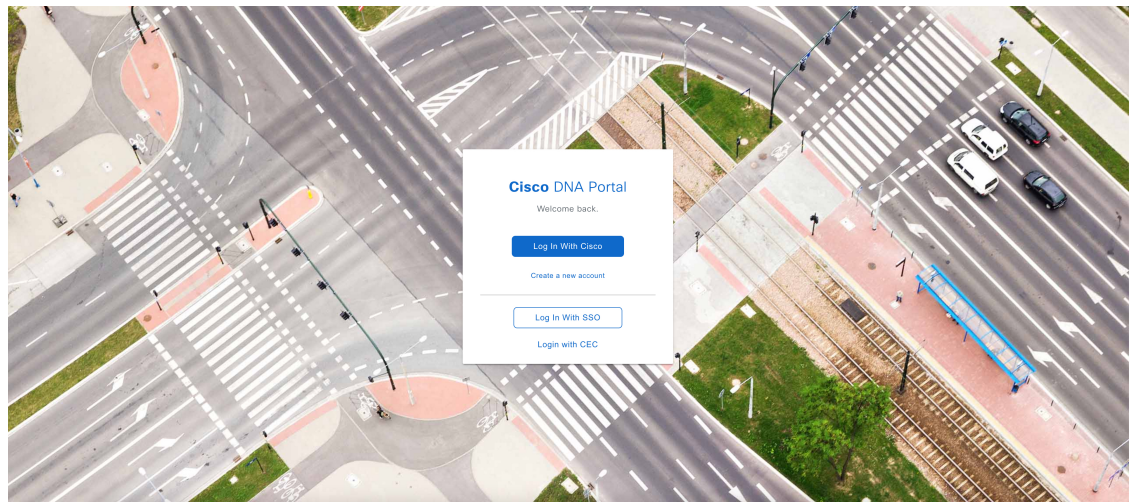 Cisco DNA Portal
Welcome back.
Log In With Cisco
Create a new account
Log In With SSO
Login with CEC